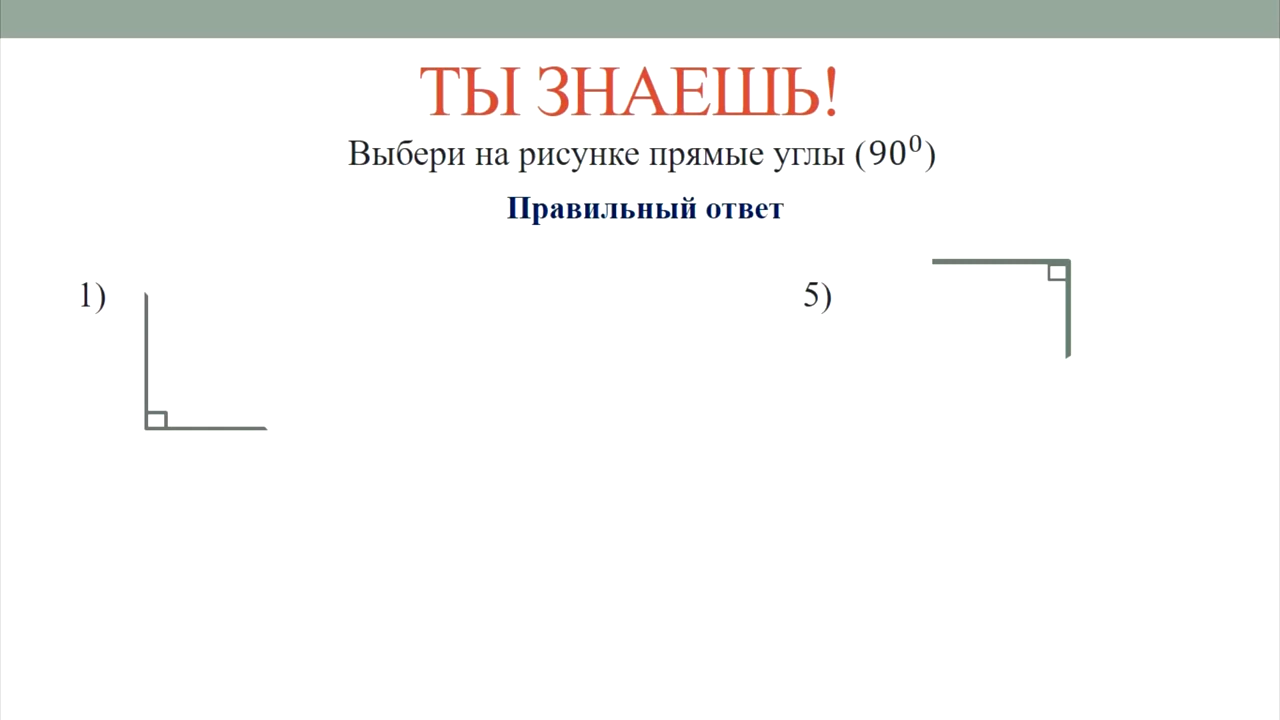 ТЫ ЗНАЕШЬ!
Выбери на рисунке прямые углы (90⁰)
Правильный ответ
1)
5)